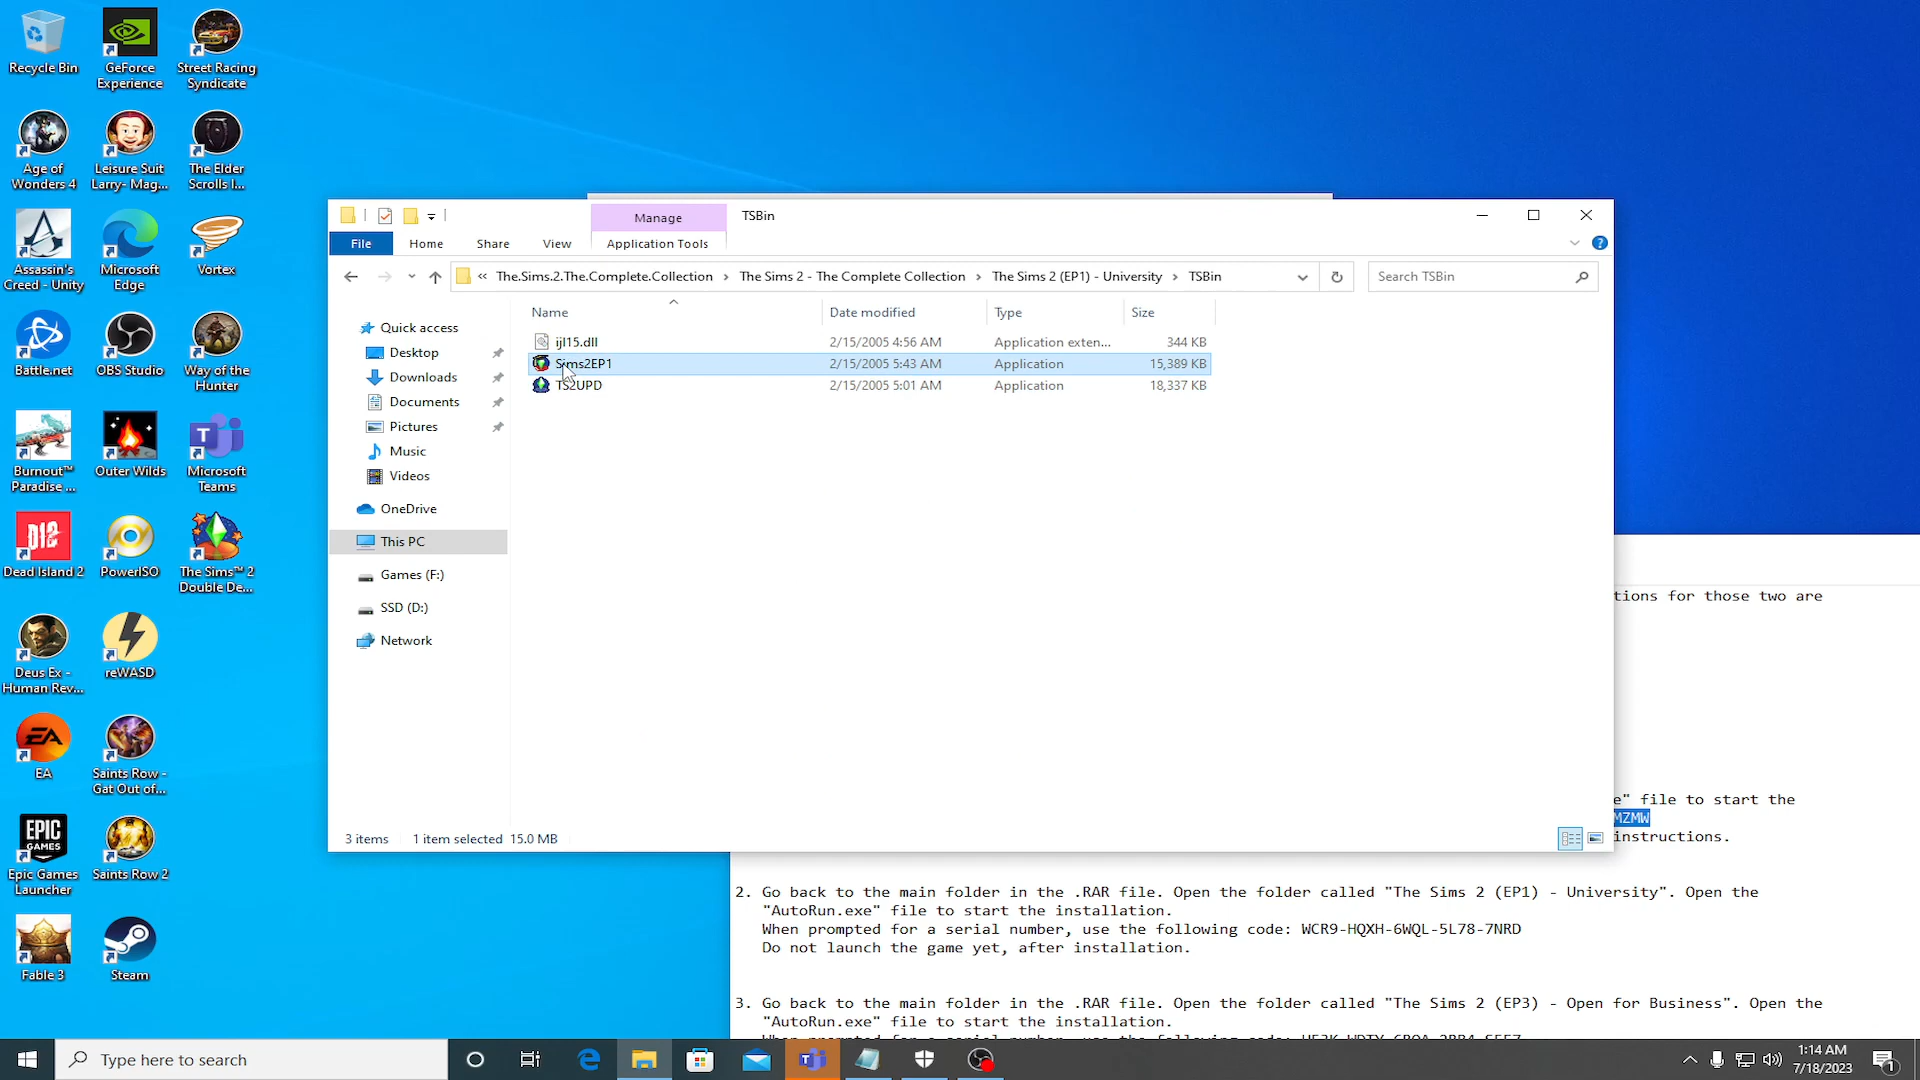 Recycle Bin
GeForce
Experience
Street Racing
Syndicate
Age of
Wonders 4
Leisure Suit
Larry- Mag...
The Elder
Scrolls I...
Assassin's
Creed - Unity
Microsoft
Edge
Vortex
Battle.net
OBS Studio
Way of the
Hunter
Burnout™
Paradise ...
Outer Wilds
Microsoft
Teams
Dead Island 2
PowerISO
The Sims™ 2
Double De...
Deus Ex -
Human Rev...
reWASD
EA
Saints Row -
Gat Out of...
Epic Games
Launcher
Saints Row 2
Fable 3
Steam
Manage
TSBin
File
Home
Share
View
Application Tools
« The.Sims.2.The.Complete.Collection › The Sims 2 - The Complete Collection › The Sims 2 (EP1) - University › TSBin
Search TSBin
Name
Date modified
Type
Size
ijl15.dll 2/15/2005 4:56 AM Application exten... 344 KB
Sims2EP1 2/15/2005 5:43 AM Application 15,389 KB
TS2UPD 2/15/2005 5:01 AM Application 18,337 KB
Quick access
Desktop
Downloads
Documents
Pictures
Music
Videos
OneDrive
This PC
Games (F:)
SSD (D:)
Network
3 items
1 item selected 15.0 MB
tions for those two are
e" file to start the
MZMW
instructions.
2. Go back to the main folder in the .RAR file. Open the folder called "The Sims 2 (EP1) - University". Open the
"AutoRun.exe" file to start the installation.
When prompted for a serial number, use the following code: WCR9-HQXH-6WQL-5L78-7NRD
Do not launch the game yet, after installation.
3. Go back to the main folder in the .RAR file. Open the folder called "The Sims 2 (EP3) - Open for Business". Open the
"AutoRun.exe" file to start the installation.
Type here to search
1:14 AM
7/18/2023
1